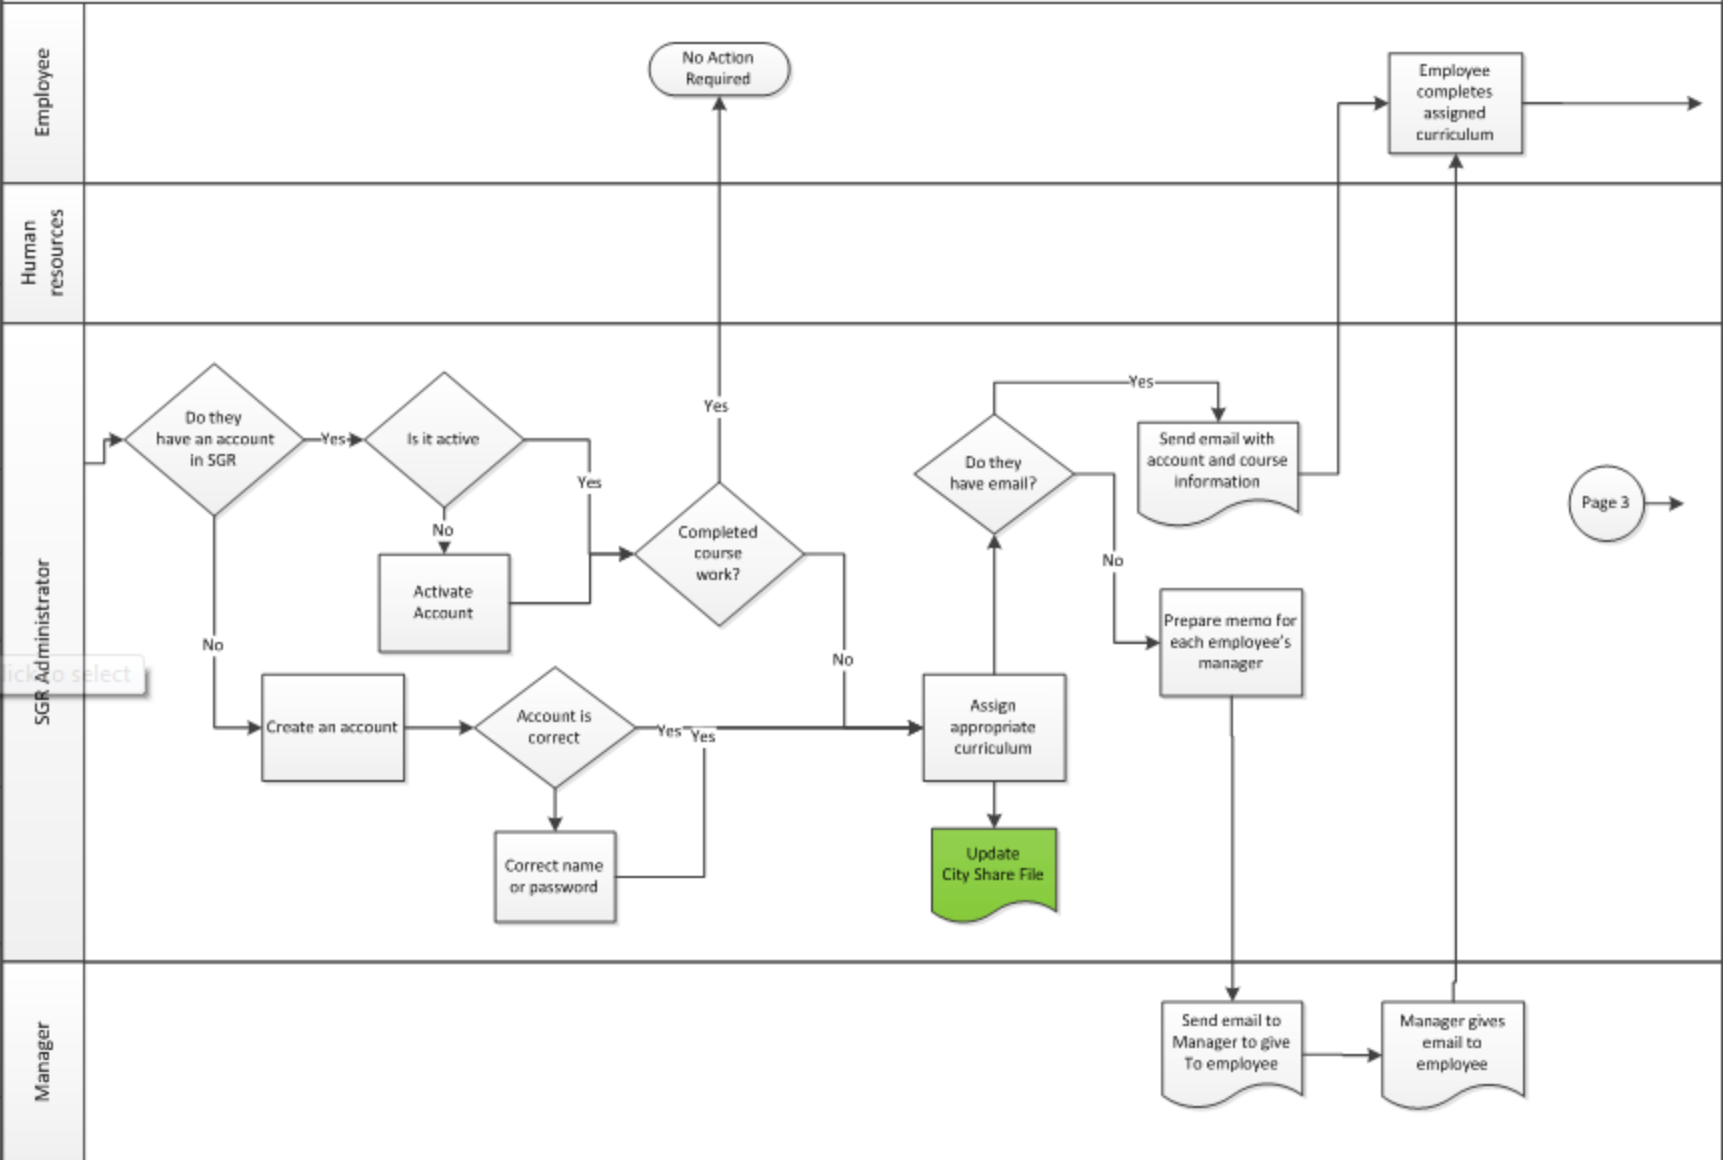 Employee
No Action
Required
Employee
completes
assigned
curriculum
Human
resources
SGR Administrator
Do they
have an account
in SGR
Yes
Is it active
Yes
No
Activate
Account
No
Yes
Completed
course
work?
No
Do they
have email?
Yes
Send email with
account and course
information
No
Page 3
Prepare memo for
each employee's
manager
to select
Create an account
Account is
correct
Yes
Yes
Assign
appropriate
curriculum
Correct name
or password
Update
City Share File
Manager
Send email to
Manager to give
To employee
Manager gives
email to
employee